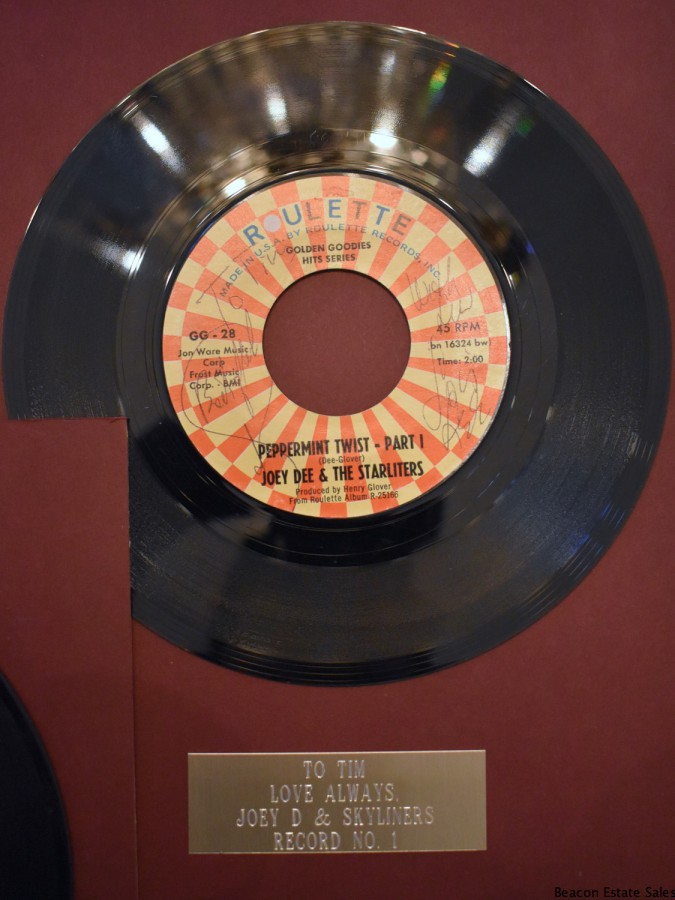 ROULETTE
MADE IN U.S.A. BY ROULETTE RECORDS, INC.
GOLDEN GOODIES
HITS SERIES
To Tim
GG - 28
Jon Ware Music
Corp
Frost Music
Corp. - BMI
45 RPM
(bn 16324 bw)
Time: 2:00
PEPPERMINT TWIST - PART I
(Dee-Glover)
JOEY DEE & THE STARLITERS
Produced by Henry Glover
From Roulette Album R-25166
TO TIM
LOVE ALWAYS,
JOEY D & SKYLINERS
RECORD NO. 1
Beacon Estate Sales